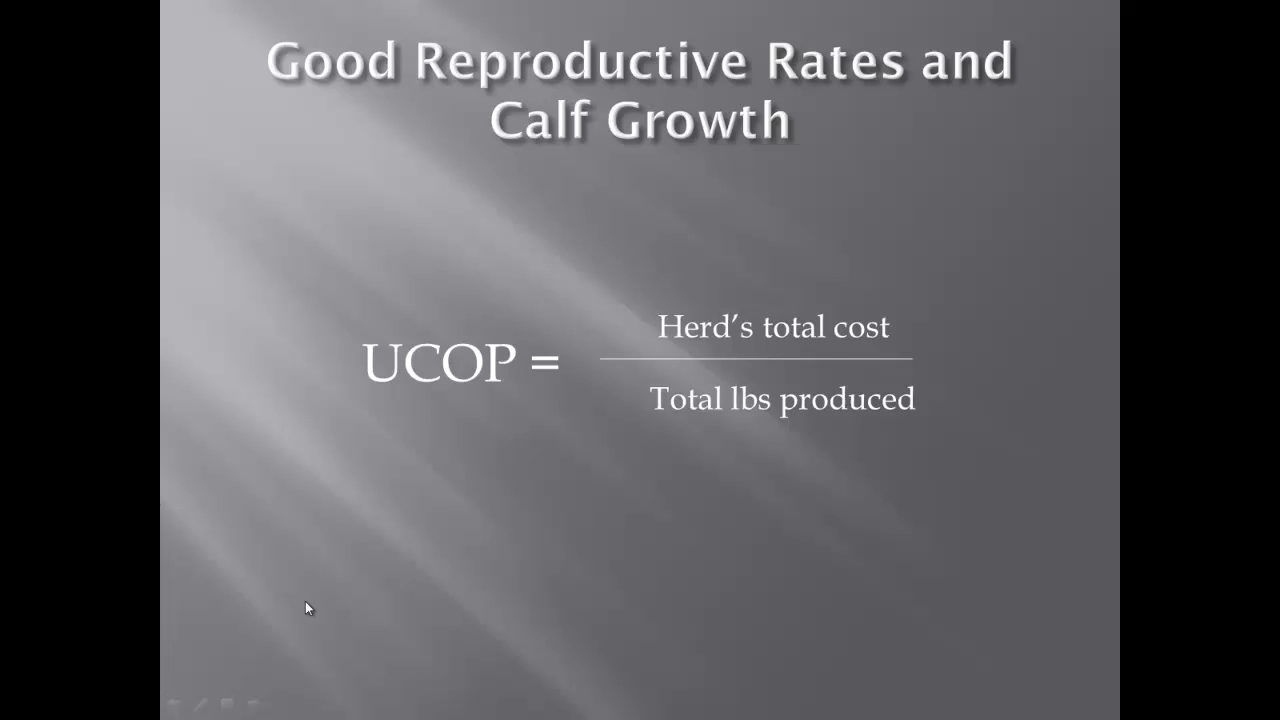 Good Reproductive Rates and
Calf Growth
Herd’s total cost
UCOP =
Total lbs produced